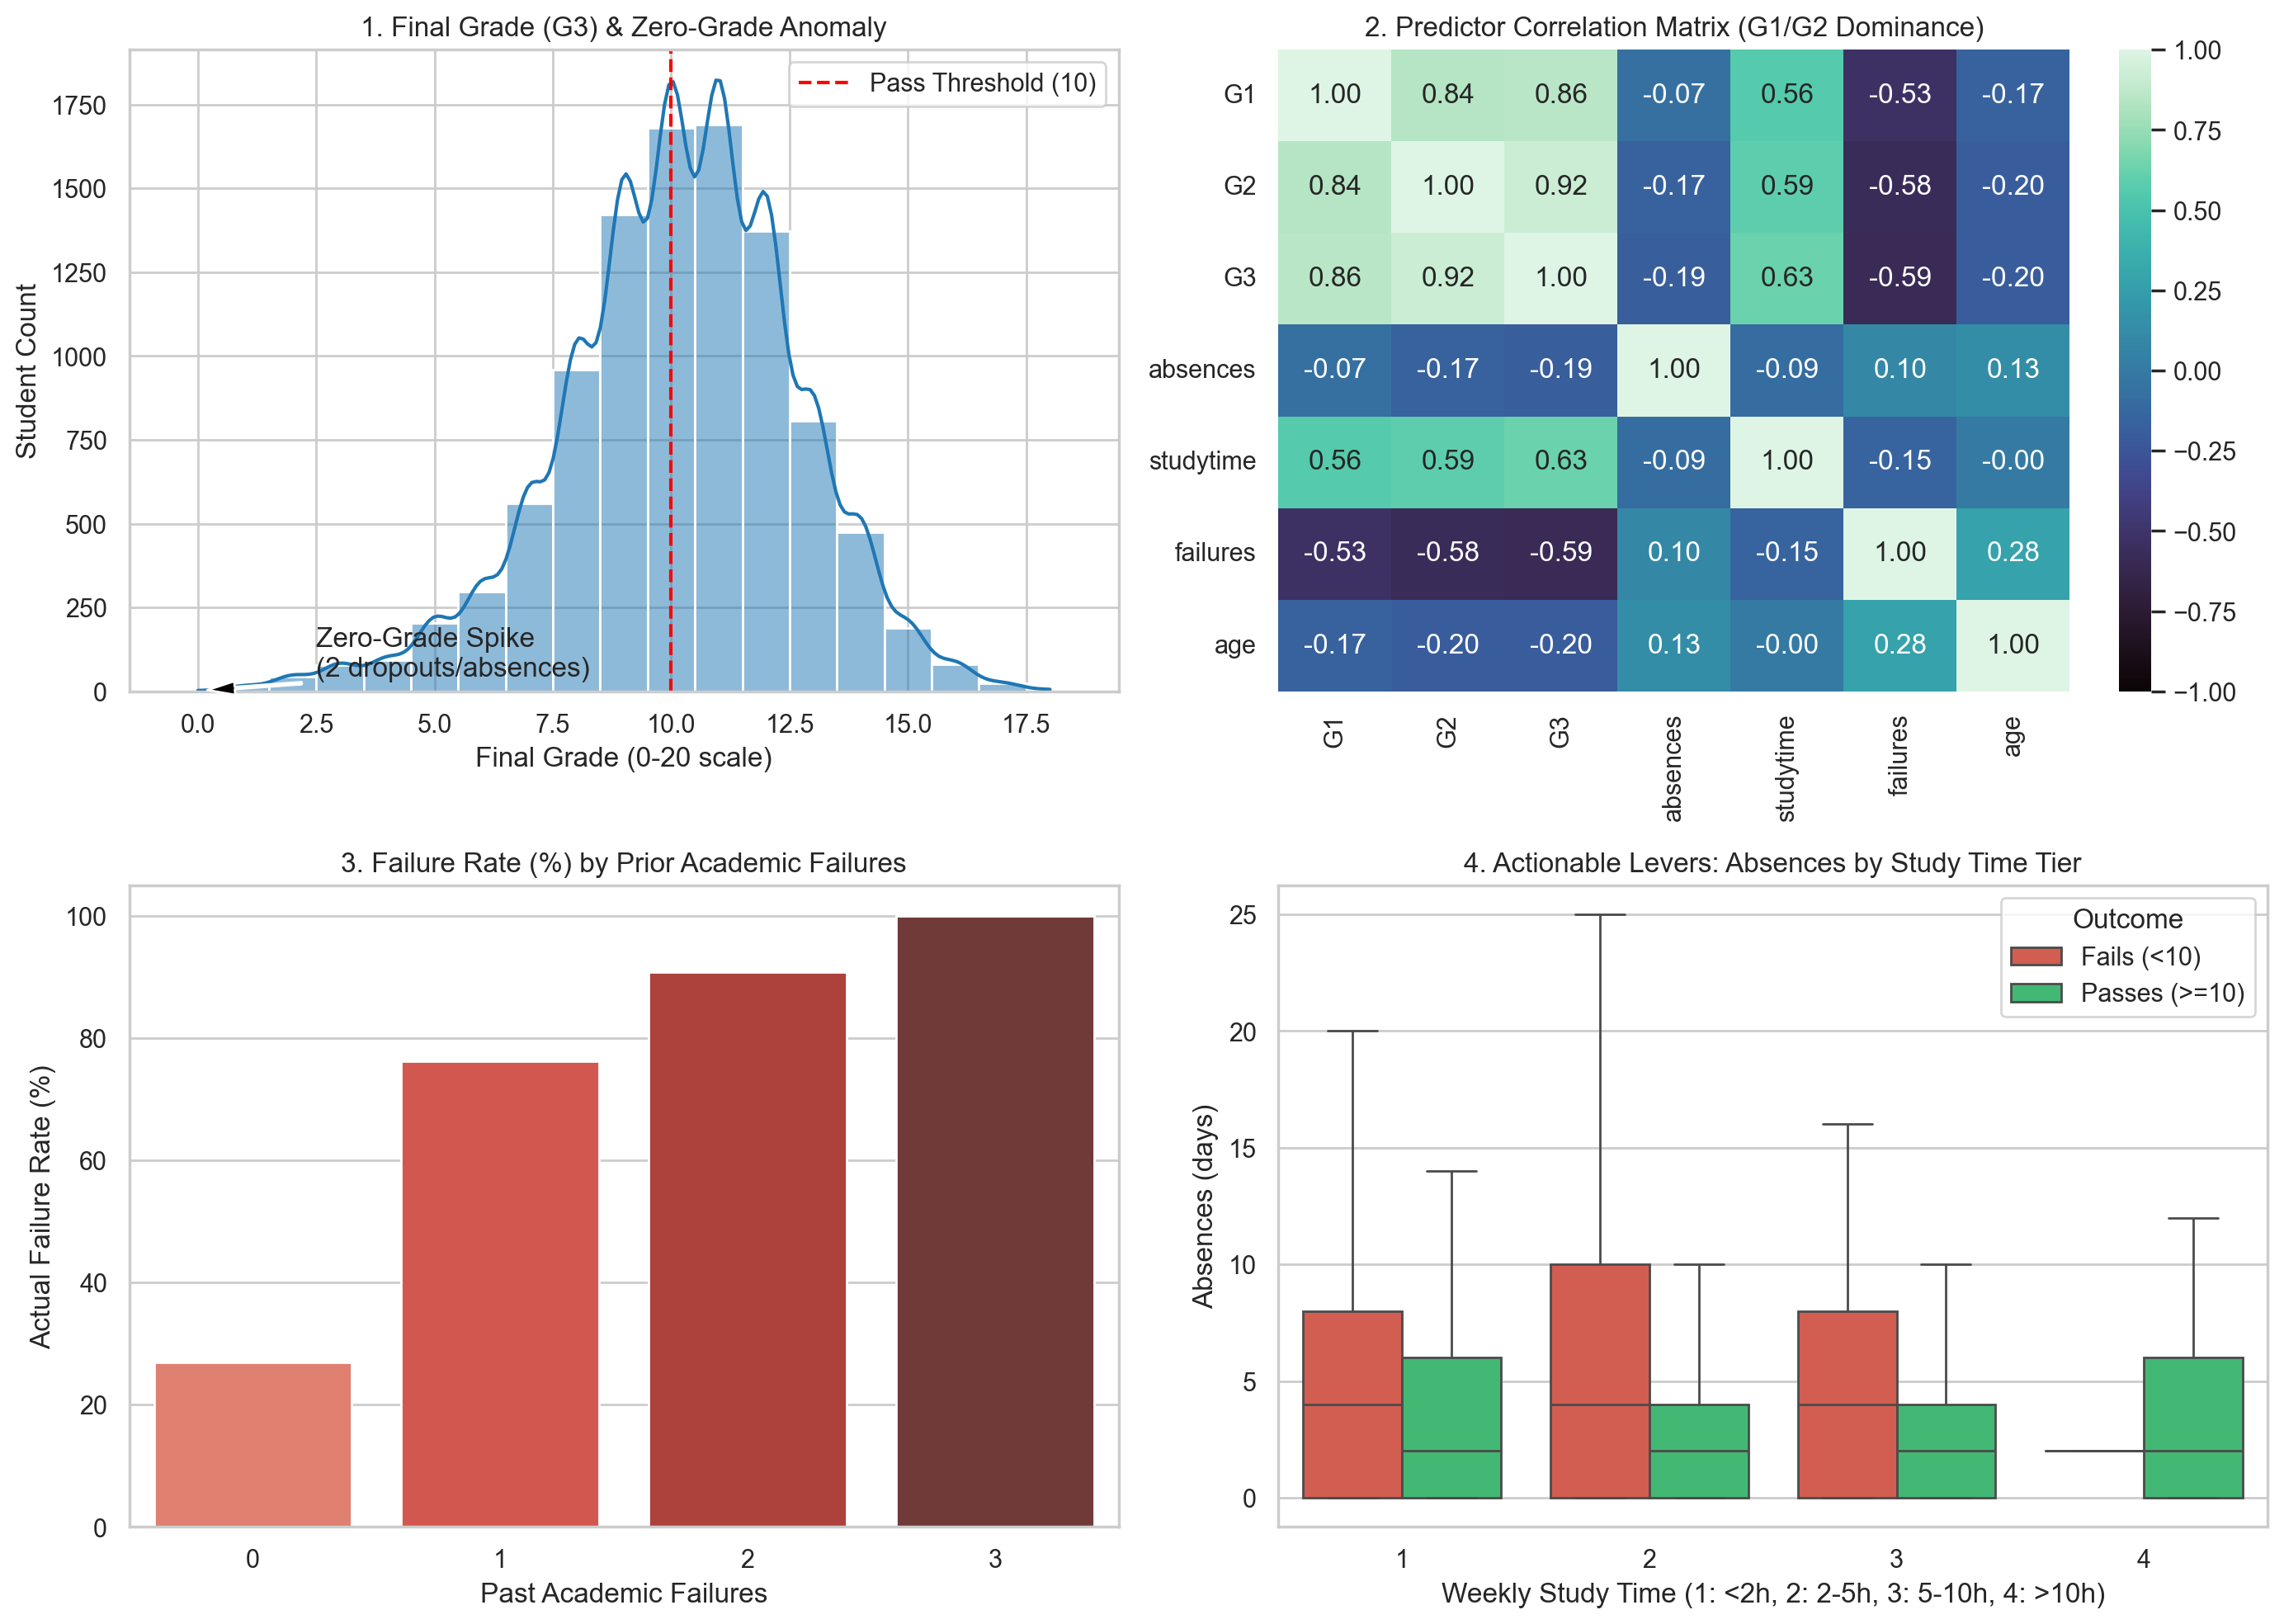 1. Final Grade (G3) & Zero-Grade Anomaly
Pass Threshold (10)
Student Count
1750
1500
1250
1000
750
500
250
0
Zero-Grade Spike
(2 dropouts/absences)
0.0 2.5 5.0 7.5 10.0 12.5 15.0 17.5
Final Grade (0-20 scale)
2. Predictor Correlation Matrix (G1/G2 Dominance)
G1 1.00 0.84 0.86 -0.07 0.56 -0.53 -0.17
G2 0.84 1.00 0.92 -0.17 0.59 -0.58 -0.20
G3 0.86 0.92 1.00 -0.19 0.63 -0.59 -0.20
absences -0.07 -0.17 -0.19 1.00 -0.09 0.10 0.13
studytime 0.56 0.59 0.63 -0.09 1.00 -0.15 -0.00
failures -0.53 -0.58 -0.59 0.10 -0.15 1.00 0.28
age -0.17 -0.20 -0.20 0.13 -0.00 0.28 1.00
G1 G2 G3 absences studytime failures age
1.00
0.75
0.50
0.25
0.00
−0.25
−0.50
−0.75
−1.00
3. Failure Rate (%) by Prior Academic Failures
Actual Failure Rate (%)
100
80
60
40
20
0
0 1 2 3
Past Academic Failures
4. Actionable Levers: Absences by Study Time Tier
Outcome
Fails (<10)
Passes (>=10)
Absences (days)
25
20
15
10
5
0
1 2 3 4
Weekly Study Time (1: <2h, 2: 2-5h, 3: 5-10h, 4: >10h)